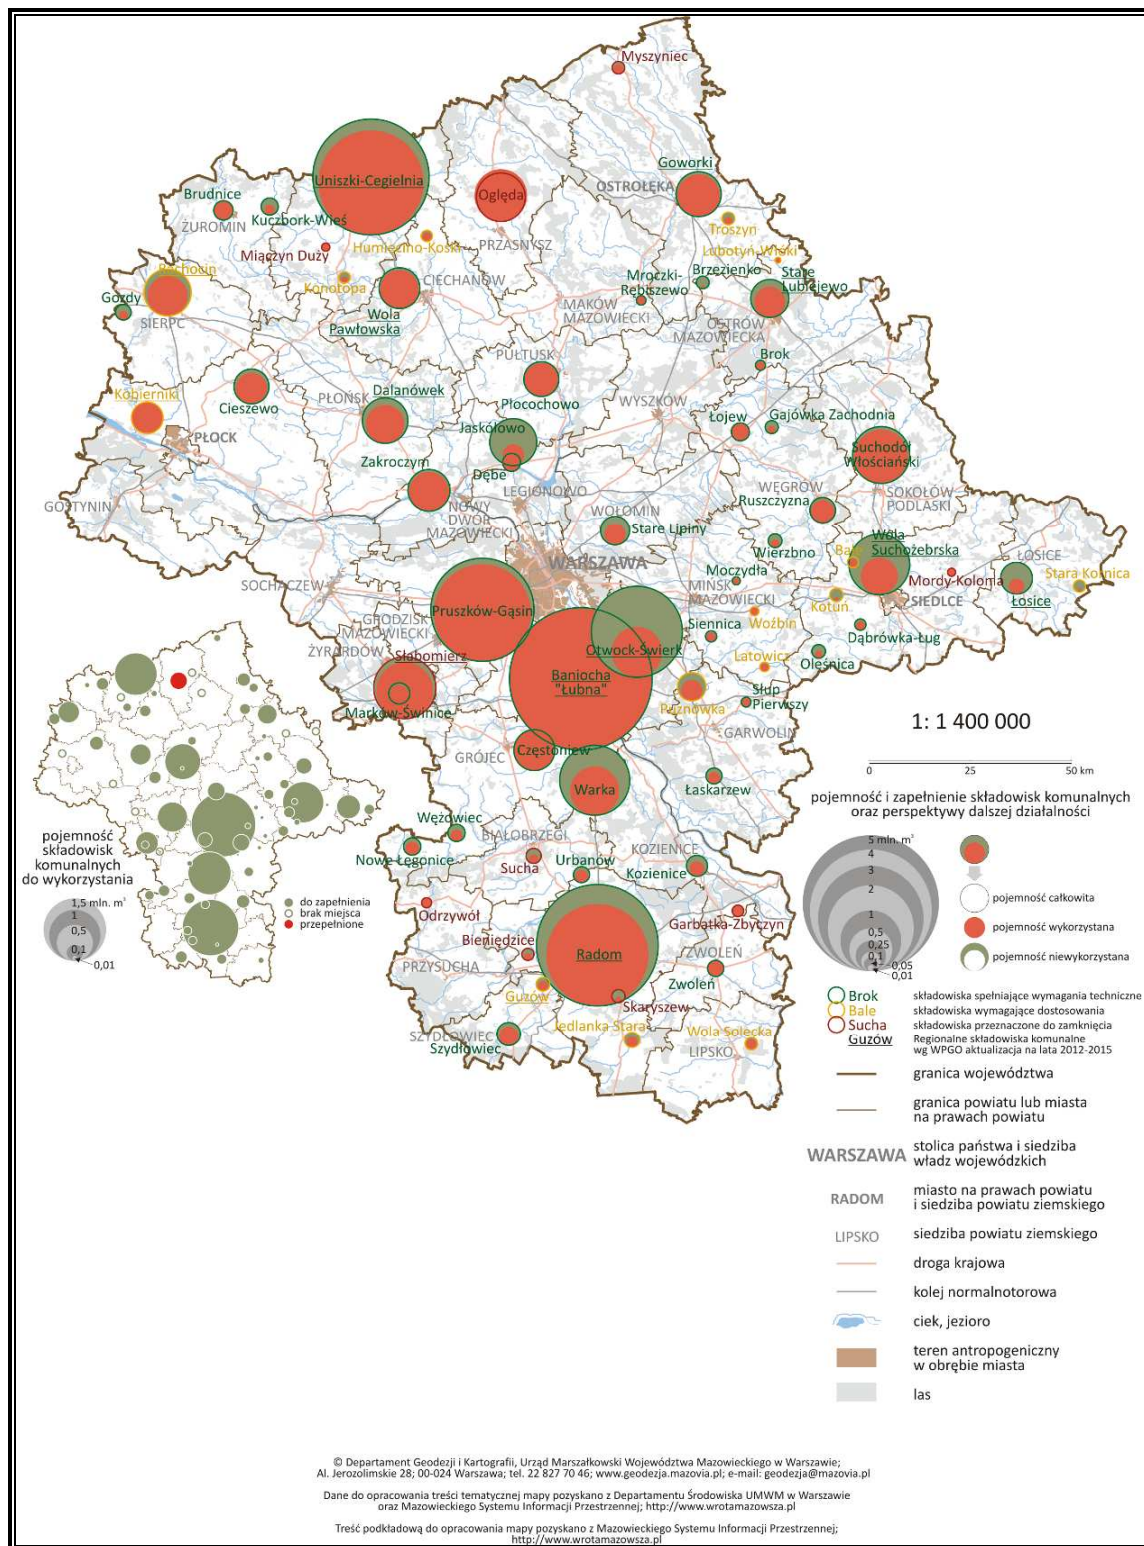 Myszyniec
Goworki
OSTROŁĘKA
Uniszki-Cegielnia
Oględa
Brudnice
Kuczbork-Wieś
ŻUROMIN
Troszyn
Lubotyń-Włoki
Humięcino-Koski
PRZASNYSZ
Miączyn Duży
Bachocin
Konotopa
CIECHANÓW
Mroczki-
Rębiszewo
Brzezienko
Stare
Lubiejewo
Gozdy
SIERPC
Wola
Pawłowska
MAKÓW
MAZOWIECKI
OSTRÓW
MAZOWIECKA
PUŁTUSK
Brok
Kobierniki
Cieszewo
PŁOŃSK
Dalanówek
Płocochowo
WYSZKÓW
Łojew
Gajówka Zachodnia
PŁOCK
Jaskółowo
Suchodół
Włościański
Zakroczym
Dębe
LEGIONOWO
WĘGRÓW
Ruszczyzna
SOKOŁÓW
PODLASKI
GOSTYNIN
NOWY
DWÓR
MAZOWIECKI
WOŁOMIN
Stare Lipiny
Wierzbno
Wola
Suchożebrska
Bale
ŁOSICE
WARSZAWA
Moczydła
Mordy-Kolonia
Stara Kornica
SOCHACZEW
MIŃSK
MAZOWIECKI
Kotuń
SIEDLCE
Łosice
Pruszków-Gąsin
GRODZISK
MAZOWIECKI
Siennica
Woźbin
Dąbrówka-Ług
ŻYRARDÓW
Słabomierz
Otwock-Świerk
Latowicz
Oleśnica
Baniocha
"Łubna"
Puznówka
Słup
Pierwszy
Marków-Świnice
GARWOLIN
1: 1 400 000
GRÓJEC
Częstoniew
0 25 50 km
Warka
Łaskarzew
pojemność i zapełnienie składowisk komunalnych
oraz perspektywy dalszej działalności
Wężowiec
BIAŁOBRZEGI
KOZIENICE
Nowe Łęgonice
Sucha
Urbanów
Kozienice
Odrzywół
Garbatka-Zbyczyn
Bieniędzice
Radom
PRZYSUCHA
ZWOLEŃ
Zwoleń
Guzów
Skaryszew
SZYDŁOWIEC
Szydłowiec
Jedlanka Stara
Wola Solecka
LIPSKO
pojemność
składowisk
komunalnych
do wykorzystania
1,5 mln. m³
1
0,5
0,1
0,01
do zapełnienia
brak miejsca
przepełnione
5 mln. m³
4
3
2
1
0,5
0,25
0,1
0,05
0,01
pojemność całkowita
pojemność wykorzystana
pojemność niewykorzystana
Brok składowiska spełniające wymagania techniczne
Bale składowiska wymagające dostosowania
Sucha składowiska przeznaczone do zamknięcia
Guzów Regionalne składowiska komunalne
wg WPGO aktualizacja na lata 2012-2015
granica województwa
granica powiatu lub miasta
na prawach powiatu
WARSZAWA stolica państwa i siedziba
władz wojewódzkich
RADOM miasto na prawach powiatu
i siedziba powiatu ziemskiego
LIPSKO siedziba powiatu ziemskiego
droga krajowa
kolej normalnotorowa
ciek, jezioro
teren antropogeniczny
w obrębie miasta
las
© Departament Geodezji i Kartografii, Urząd Marszałkowski Województwa Mazowieckiego w Warszawie;
Al. Jerozolimskie 28; 00-024 Warszawa; tel. 22 827 70 46; www.geodezja.mazovia.pl; e-mail: geodezja@mazovia.pl
Dane do opracowania treści tematycznej mapy pozyskano z Departamentu Środowiska UMWM w Warszawie
oraz Mazowieckiego Systemu Informacji Przestrzennej; http://www.wrotamazowsza.pl
Treść podkładową do opracowania mapy pozyskano z Mazowieckiego Systemu Informacji Przestrzennej;
http://www.wrotamazowsza.pl